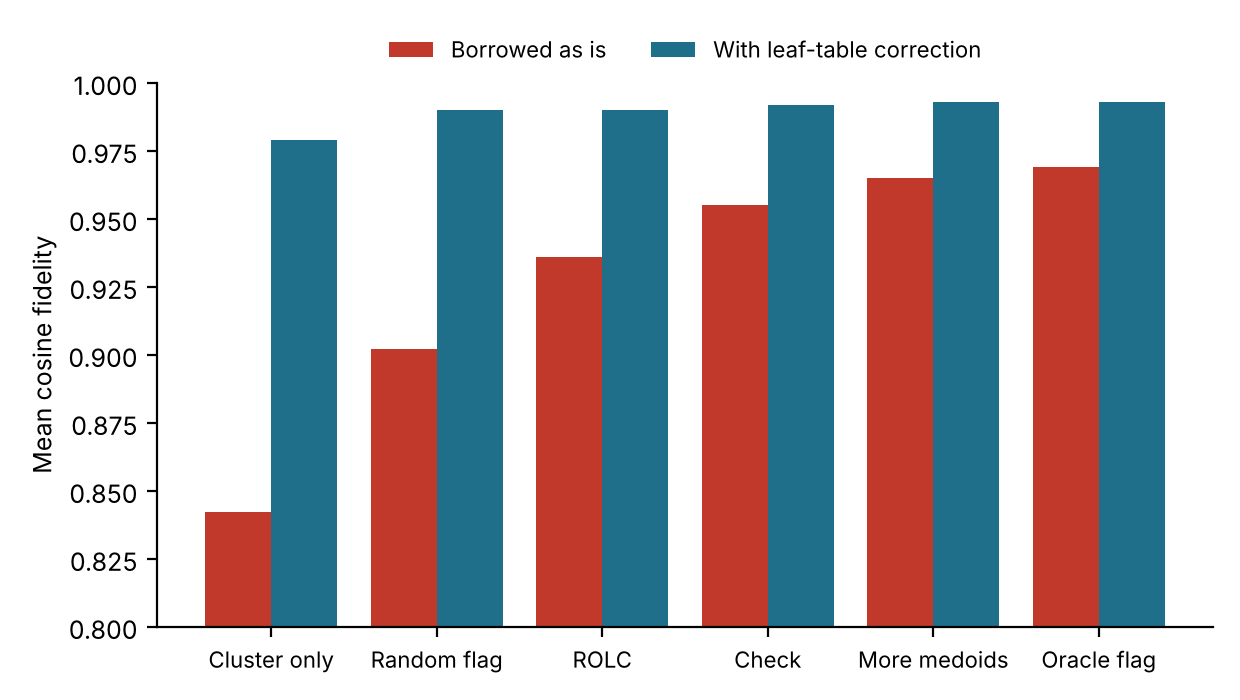 Borrowed as is
With leaf-table correction
Mean cosine fidelity
1.000
0.975
0.950
0.925
0.900
0.875
0.850
0.825
0.800
Cluster only
Random flag
ROLC
Check
More medoids
Oracle flag